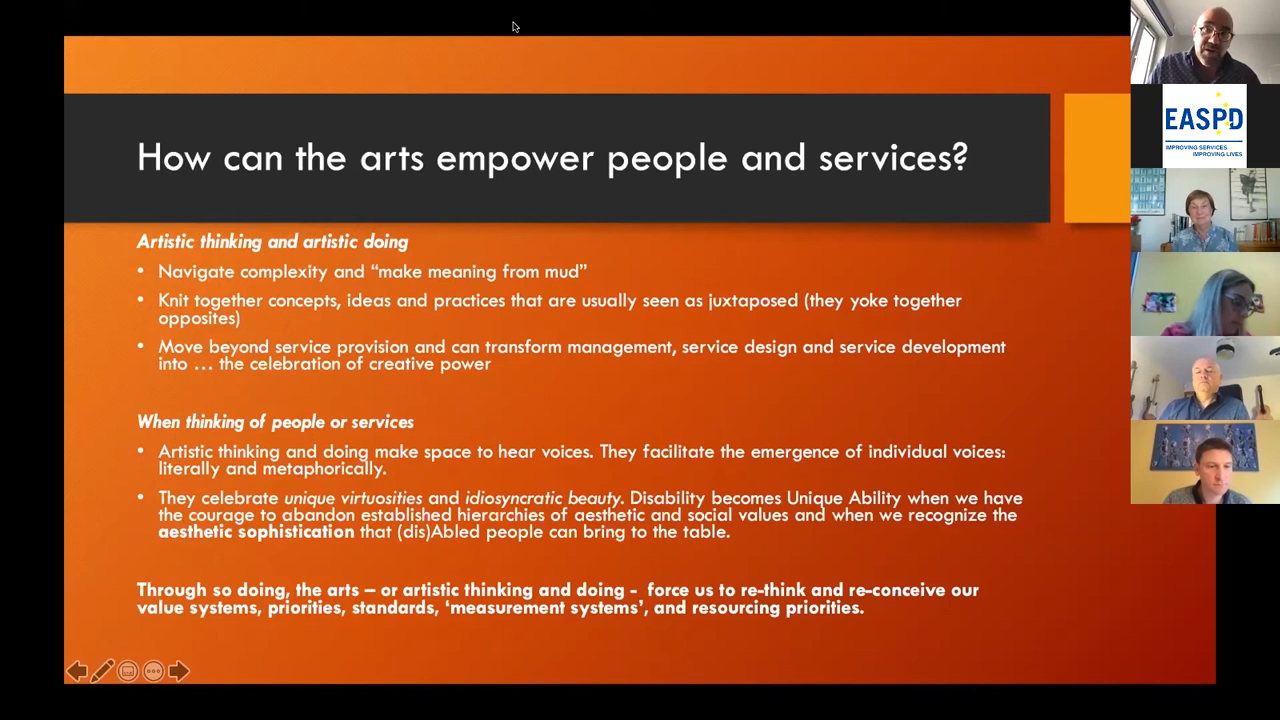 How can the arts empower people and services?
Artistic thinking and artistic doing
• Navigate complexity and “make meaning from mud”
• Knit together concepts, ideas and practices that are usually seen as juxtaposed (they yoke together
opposites)
• Move beyond service provision and can transform management, service design and service development
into … the celebration of creative power
When thinking of people or services
• Artistic thinking and doing make space to hear voices. They facilitate the emergence of individual voices:
literally and metaphorically.
• They celebrate unique virtuosities and idiosyncratic beauty. Disability becomes Unique Ability when we have
the courage to abandon established hierarchies of aesthetic and social values and when we recognize the
aesthetic sophistication that (dis)Abled people can bring to the table.
Through so doing, the arts – or artistic thinking and doing - force us to re-think and re-conceive our
value systems, priorities, standards, ‘measurement systems’, and resourcing priorities.
EASPD
IMPROVING SERVICES
IMPROVING LIVES